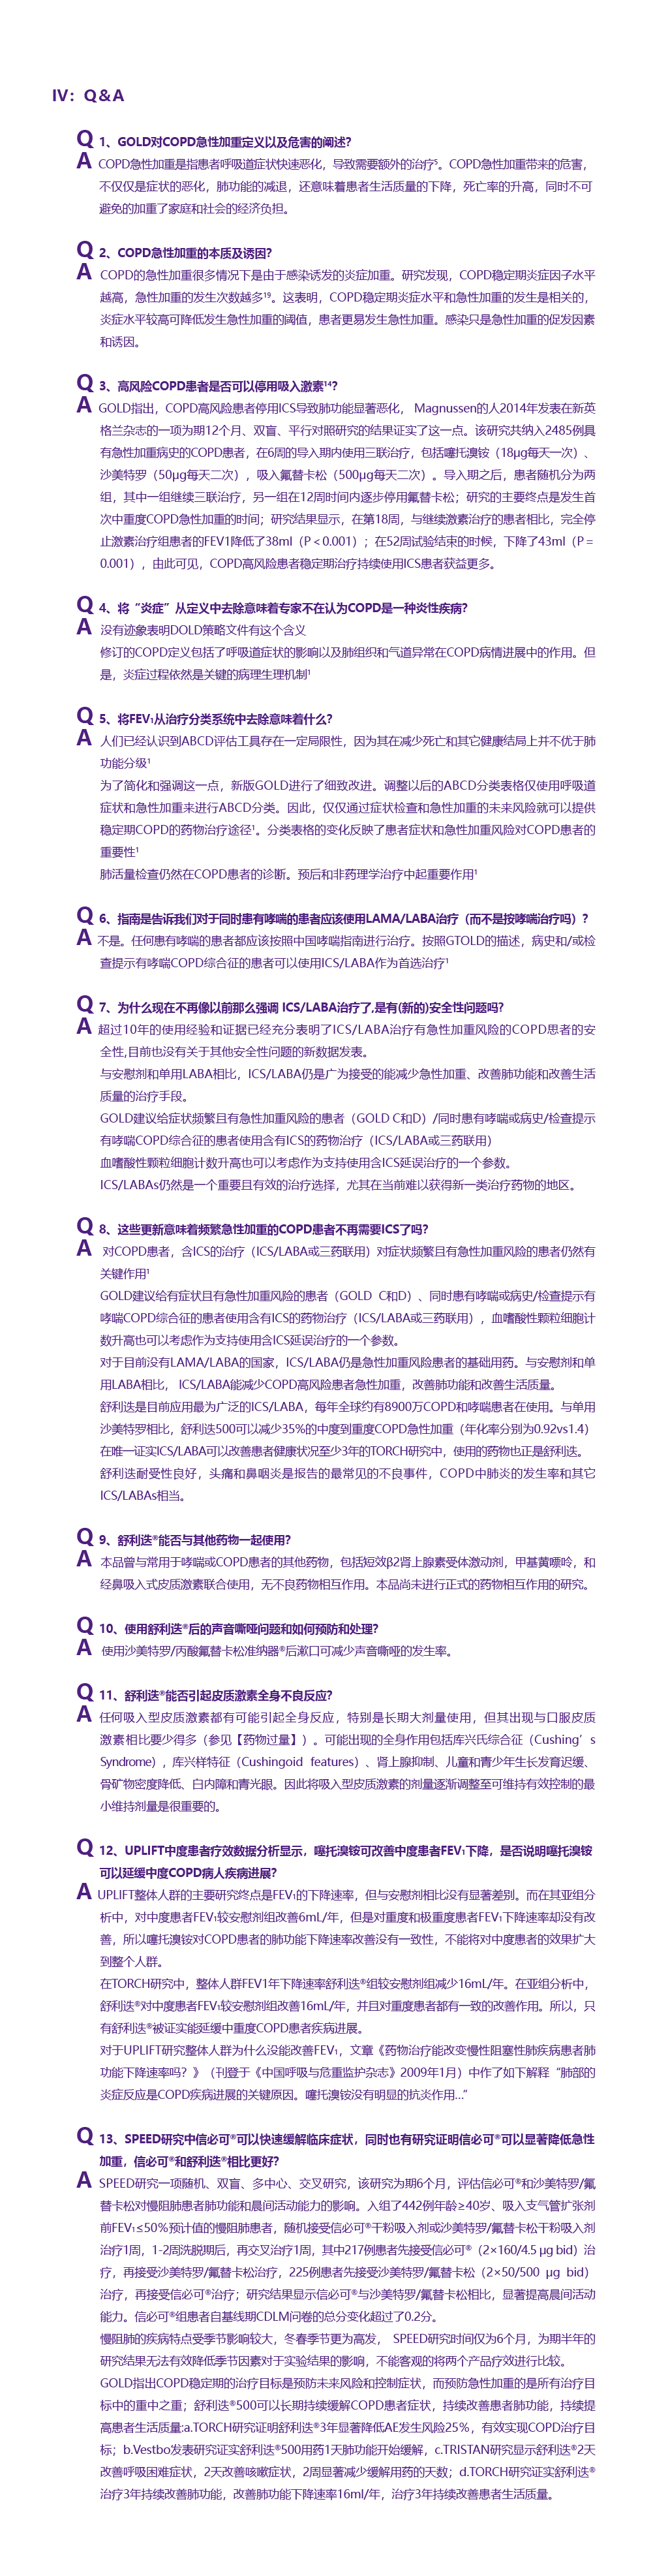 IV: Q&A
Q 1、GOLD对COPD急性加重定义以及危害的阐述?
A COPD急性加重是指患者呼吸道症状快速恶化，导致需要额外的治疗⁵。COPD急性加重带来的危害，
不仅仅是症状的恶化，肺功能的减退，还意味着患者生活质量的下降，死亡率的升高，同时不可
避免的加重了家庭和社会的经济负担。
Q 2、COPD急性加重的本质及诱因?
A COPD的急性加重很多情况下是由于感染诱发的炎症加重。研究发现，COPD稳定期炎症因子水平
越高，急性加重的发生次数越多¹⁹。这表明，COPD稳定期炎症水平和急性加重的发生是相关的，
炎症水平较高可降低发生急性加重的阈值，患者更易发生急性加重。感染只是急性加重的促发因素
和诱因。
Q 3、高风险COPD患者是否可以停用吸入激素¹⁴?
A GOLD指出，COPD高风险患者停用ICS导致肺功能显著恶化， Magnussen的人2014年发表在新英
格兰杂志的一项为期12个月、双盲、平行对照研究的结果证实了这一点。该研究共纳入2485例具
有急性加重病史的COPD患者，在6周的导入期内使用三联治疗，包括噻托溴铵（18μg每天一次）、
沙美特罗（50μg每天二次），吸入氟替卡松（500μg每天二次）。导入期之后，患者随机分为两
组，其中一组继续三联治疗，另一组在12周时间内逐步停用氟替卡松；研究的主要终点是发生首
次中重度COPD急性加重的时间；研究结果显示，在第18周，与继续激素治疗的患者相比，完全停
止激素治疗组患者的FEV1降低了38ml（P＜0.001）；在52周试验结束的时候，下降了43ml（P =
0.001），由此可见，COPD高风险患者稳定期治疗持续使用ICS患者获益更多。
Q 4、将“炎症”从定义中去除意味着专家不在认为COPD是一种炎性疾病?
A 没有迹象表明DOLD策略文件有这个含义
修订的COPD定义包括了呼吸道症状的影响以及肺组织和气道异常在COPD病情进展中的作用。但
是，炎症过程依然是关键的病理生理机制¹
Q 5、将FEV₁从治疗分类系统中去除意味着什么?
A 人们已经认识到ABCD评估工具存在一定局限性，因为其在减少死亡和其它健康结局上并不优于肺
功能分级¹
为了简化和强调这一点，新版GOLD进行了细致改进。调整以后的ABCD分类表格仅使用呼吸道
症状和急性加重来进行ABCD分类。因此，仅仅通过症状检查和急性加重的未来风险就可以提供
稳定期COPD的药物治疗途径¹。分类表格的变化反映了患者症状和急性加重风险对COPD患者的
重要性¹
肺活量检查仍然在COPD患者的诊断。预后和非药理学治疗中起重要作用¹
Q 6、指南是告诉我们对于同时患有哮喘的患者应该使用LAMA/LABA治疗（而不是按哮喘治疗吗）?
A 不是。任何患有哮喘的患者都应该按照中国哮喘指南进行治疗。按照GTOLD的描述，病史和/或检
查提示有哮喘COPD综合征的患者可以使用ICS/LABA作为首选治疗¹
Q 7、为什么现在不再像以前那么强调 ICS/LABA治疗了,是有(新的)安全性问题吗?
A 超过10年的使用经验和证据已经充分表明了ICS/LABA治疗有急性加重风险的COPD思者的安
全性,目前也没有关于其他安全性问题的新数据发表。
与安慰剂和单用LABA相比，ICS/LABA仍是广为接受的能减少急性加重、改善肺功能和改善生活
质量的治疗手段。
GOLD建议给症状频繁且有急性加重风险的患者（GOLD C和D）/同时患有哮喘或病史/检查提示
有哮喘COPD综合征的患者使用含有ICS的药物治疗（ICS/LABA或三药联用）
血嗜酸性颗粒细胞计数升高也可以考虑作为支持使用含ICS延误治疗的一个参数。
ICS/LABAs仍然是一个重要且有效的治疗选择，尤其在当前难以获得新一类治疗药物的地区。
Q 8、这些更新意味着频繁急性加重的COPD患者不再需要ICS了吗?
A 对COPD患者，含ICS的治疗（ICS/LABA或三药联用）对症状频繁且有急性加重风险的患者仍然有
关键作用¹
GOLD建议给有症状且有急性加重风险的患者（GOLD C和D）、同时患有哮喘或病史/检查提示有
哮喘COPD综合征的患者使用含有ICS的药物治疗（ICS/LABA或三药联用），血嗜酸性颗粒细胞计
数升高也可以考虑作为支持使用含ICS延误治疗的一个参数。
对于目前没有LAMA/LABA的国家，ICS/LABA仍是急性加重风险患者的基础用药。与安慰剂和单
用LABA相比， ICS/LABA能减少COPD高风险患者急性加重，改善肺功能和改善生活质量。
舒利迭是目前应用最为广泛的ICS/LABA，每年全球约有8900万COPD和哮喘患者在使用。与单用
沙美特罗相比，舒利迭500可以减少35%的中度到重度COPD急性加重（年化率分别为0.92vs1.4）
在唯一证实ICS/LABA可以改善患者健康状况至少3年的TORCH研究中，使用的药物也正是舒利迭。
舒利迭耐受性良好，头痛和鼻咽炎是报告的最常见的不良事件，COPD中肺炎的发生率和其它
ICS/LABAs相当。
Q 9、舒利迭®能否与其他药物一起使用?
A 本品曾与常用于哮喘或COPD患者的其他药物，包括短效β2肾上腺素受体激动剂，甲基黄嘌呤，和
经鼻吸入式皮质激素联合使用，无不良药物相互作用。本品尚未进行正式的药物相互作用的研究。
Q 10、使用舒利迭®后的声音嘶哑问题和如何预防和处理?
A 使用沙美特罗/丙酸氟替卡松准纳器®后漱口可减少声音嘶哑的发生率。
Q 11、舒利迭®能否引起皮质激素全身不良反应?
A 任何吸入型皮质激素都有可能引起全身反应，特别是长期大剂量使用，但其出现与口服皮质
激素相比要少得多（参见【药物过量】）。可能出现的全身作用包括库兴氏综合征（Cushing’s
Syndrome），库兴样特征（Cushingoid features）、肾上腺抑制、儿童和青少年生长发育迟缓、
骨矿物密度降低、白内障和青光眼。因此将吸入型皮质激素的剂量逐渐调整至可维持有效控制的最
小维持剂量是很重要的。
Q 12、UPLIFT中度患者疗效数据分析显示，噻托溴铵可改善中度患者FEV₁下降，是否说明噻托溴铵
可以延缓中度COPD病人疾病进展?
A UPLIFT整体人群的主要研究终点是FEV₁的下降速率，但与安慰剂相比没有显著差别。而在其亚组分
析中，对中度患者FEV₁较安慰剂组改善6mL/年，但是对重度和极重度患者FEV₁下降速率却没有改
善，所以噻托溴铵对COPD患者的肺功能下降速率改善没有一致性，不能将对中度患者的效果扩大
到整个人群。
在TORCH研究中，整体人群FEV1年下降速率舒利迭®组较安慰剂组减少16mL/年。在亚组分析中，
舒利迭®对中度患者FEV₁较安慰剂组改善16mL/年，并且对重度患者都有一致的改善作用。所以，只
有舒利迭®被证实能延缓中度重度COPD患者疾病进展。
对于UPLIFT研究整体人群为什么没能改善FEV₁，文章《药物治疗能改变慢性阻塞性肺疾病患者肺
功能下降速率吗？》（刊登于《中国呼吸与危重监护杂志》2009年1月）中作了如下解释“肺部的
炎症反应是COPD疾病进展的关键原因。噻托溴铵没有明显的抗炎作用...”
Q 13、SPEED研究中信必可®可以快速缓解临床症状，同时也有研究证明信必可®可以显著降低急性
加重，信必可®和舒利迭®相比更好?
A SPEED研究一项随机、双盲、多中心、交叉研究，该研究为期6个月，评估信必可®和沙美特罗/氟
替卡松对慢阻肺患者肺功能和晨间活动能力的影响。入组了442例年龄≥40岁、吸入支气管扩张剂
前FEV₁≤50%预计值的慢阻肺患者，随机接受信必可®干粉吸入剂或沙美特罗/氟替卡松干粉吸入剂
治疗1周，1-2周洗脱期后，再交叉治疗1周，其中217例患者先接受信必可®（2×160/4.5 μg bid）治
疗，再接受沙美特罗/氟替卡松治疗，225例患者先接受沙美特罗/氟替卡松（2×50/500 μg bid）
治疗，再接受信必可®治疗；研究结果显示信必可®与沙美特罗/氟替卡松相比，显著提高晨间活动
能力。信必可®组患者自基线期CDLM问卷的总分变化超过了0.2分。
慢阻肺的疾病特点受季节影响较大，冬春季节更为高发， SPEED研究时间仅为6个月，为期半年的
研究结果无法有效降低季节因素对于实验结果的影响，不能客观的将两个产品疗效进行比较。
GOLD指出COPD稳定期的治疗目标是预防未来风险和控制症状，而预防急性加重的是所有治疗目
标中的重中之重；舒利迭®500可以长期持续缓解COPD患者症状，持续改善患者肺功能，持续提
高患者生活质量:a.TORCH研究证明舒利迭®3年显著降低AE发生风险25%，有效实现COPD治疗目
标；b.Vestbo发表研究证实舒利迭®500用药1天肺功能开始缓解，c.TRISTAN研究显示舒利迭®2天
改善呼吸困难症状，2天改善咳嗽症状，2周显著减少缓解用药的天数；d.TORCH研究证实舒利迭®
治疗3年持续改善肺功能，改善肺功能下降速率16ml/年，治疗3年持续改善患者生活质量。